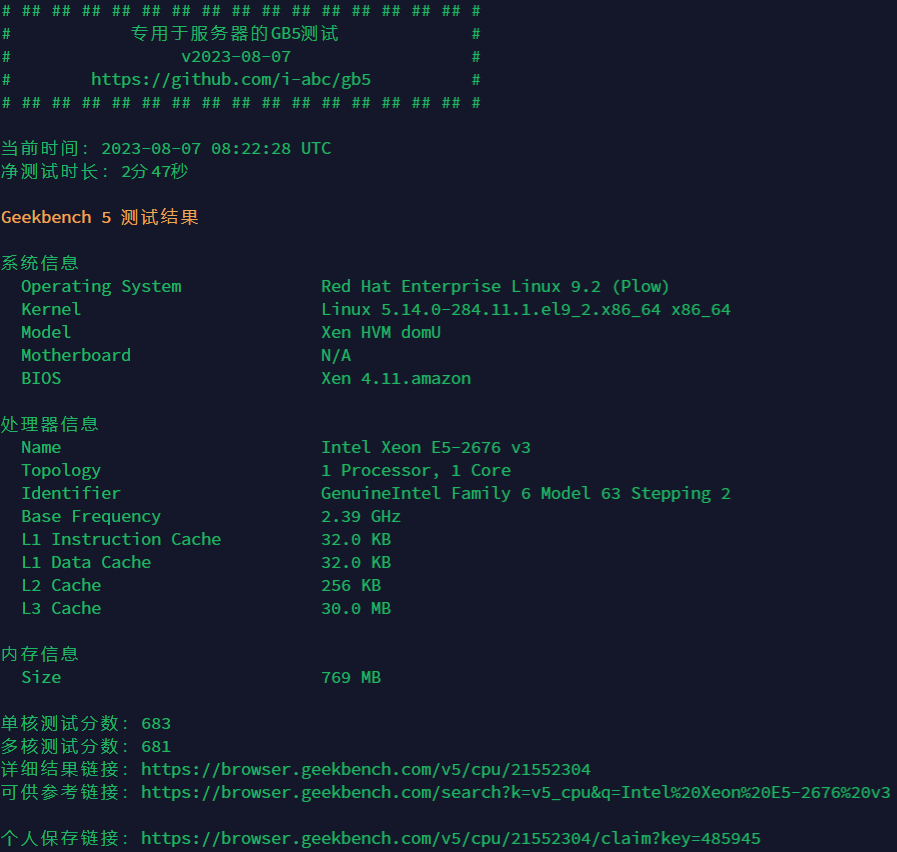 # ## ## ## ## ## ## ## ## ## ## ## ## ## ## ## #
# 专用于服务器的GB5测试 #
# v2023-08-07 #
# https://github.com/i-abc/gb5 #
# ## ## ## ## ## ## ## ## ## ## ## ## ## ## ## #
当前时间: 2023-08-07 08:22:28 UTC
净测试时长: 2分47秒
Geekbench 5 测试结果
系统信息
Operating System Red Hat Enterprise Linux 9.2 (Plow)
Kernel Linux 5.14.0-284.11.1.el9_2.x86_64 x86_64
Model Xen HVM domU
Motherboard N/A
BIOS Xen 4.11.amazon
处理器信息
Name Intel Xeon E5-2676 v3
Topology 1 Processor, 1 Core
Identifier GenuineIntel Family 6 Model 63 Stepping 2
Base Frequency 2.39 GHz
L1 Instruction Cache 32.0 KB
L1 Data Cache 32.0 KB
L2 Cache 256 KB
L3 Cache 30.0 MB
内存信息
Size 769 MB
单核测试分数: 683
多核测试分数: 681
详细结果链接: https://browser.geekbench.com/v5/cpu/21552304
可供参考链接: https://browser.geekbench.com/search?k=v5_cpu&q=Intel%20Xeon%20E5-2676%20v3
个人保存链接: https://browser.geekbench.com/v5/cpu/21552304/claim?key=485945